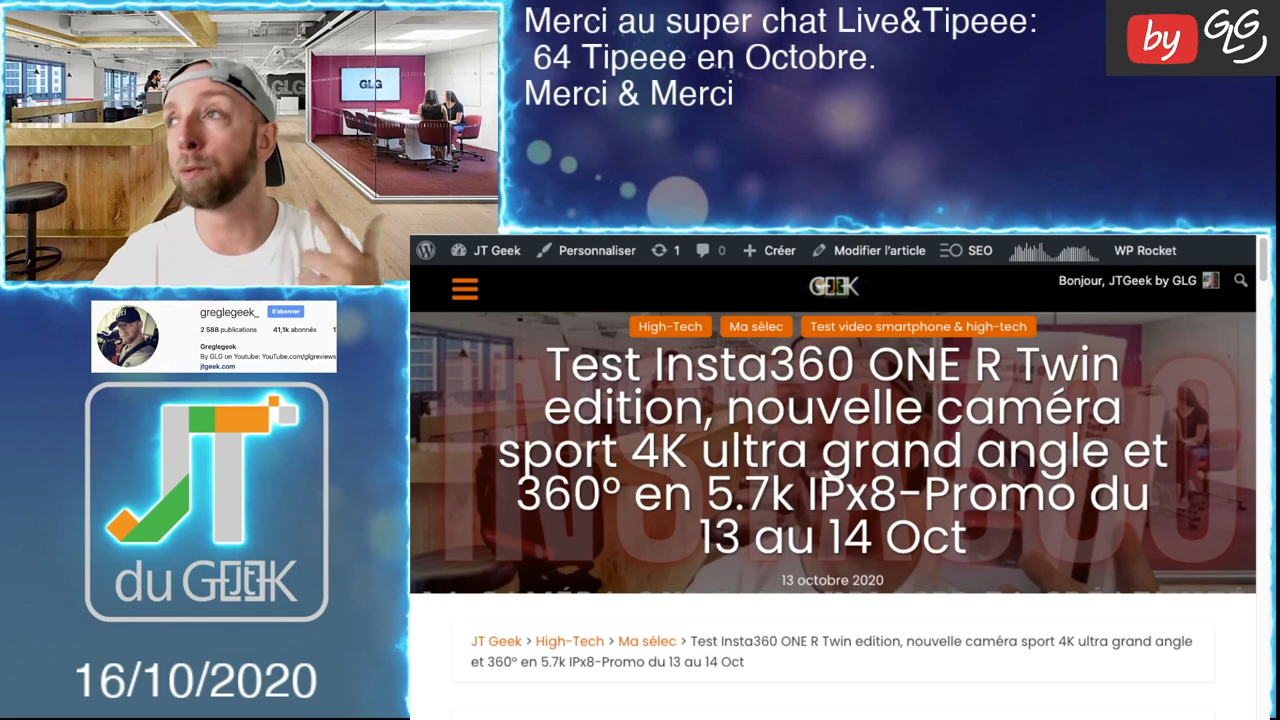 Merci au super chat Live&Tipeee:
64 Tipeee en Octobre.
Merci & Merci
by GLG
GLG
GLG
JT Geek
Personnaliser
1
0
Créer
Modifier l'article
SEO
WP Rocket
GEEK
Bonjour, JTGeek by GLG
High-Tech
Ma sélec
Test video smartphone & high-tech
Test Insta360 ONE R Twin
edition, nouvelle caméra
sport 4K ultra grand angle et
360° en 5.7k IPx8-Promo du
13 au 14 Oct
13 octobre 2020
JT Geek > High-Tech > Ma sélec > Test Insta360 ONE R Twin edition, nouvelle caméra sport 4K ultra grand angle
et 360° en 5.7k IPx8-Promo du 13 au 14 Oct
greglegeek_ S'abonner
2 588 publications 41,1k abonnés 1
Greglegeek
By GLG on Youtube: YouTube.com/glgreviews
jtgeek.com
JT
du GEEK
16/10/2020